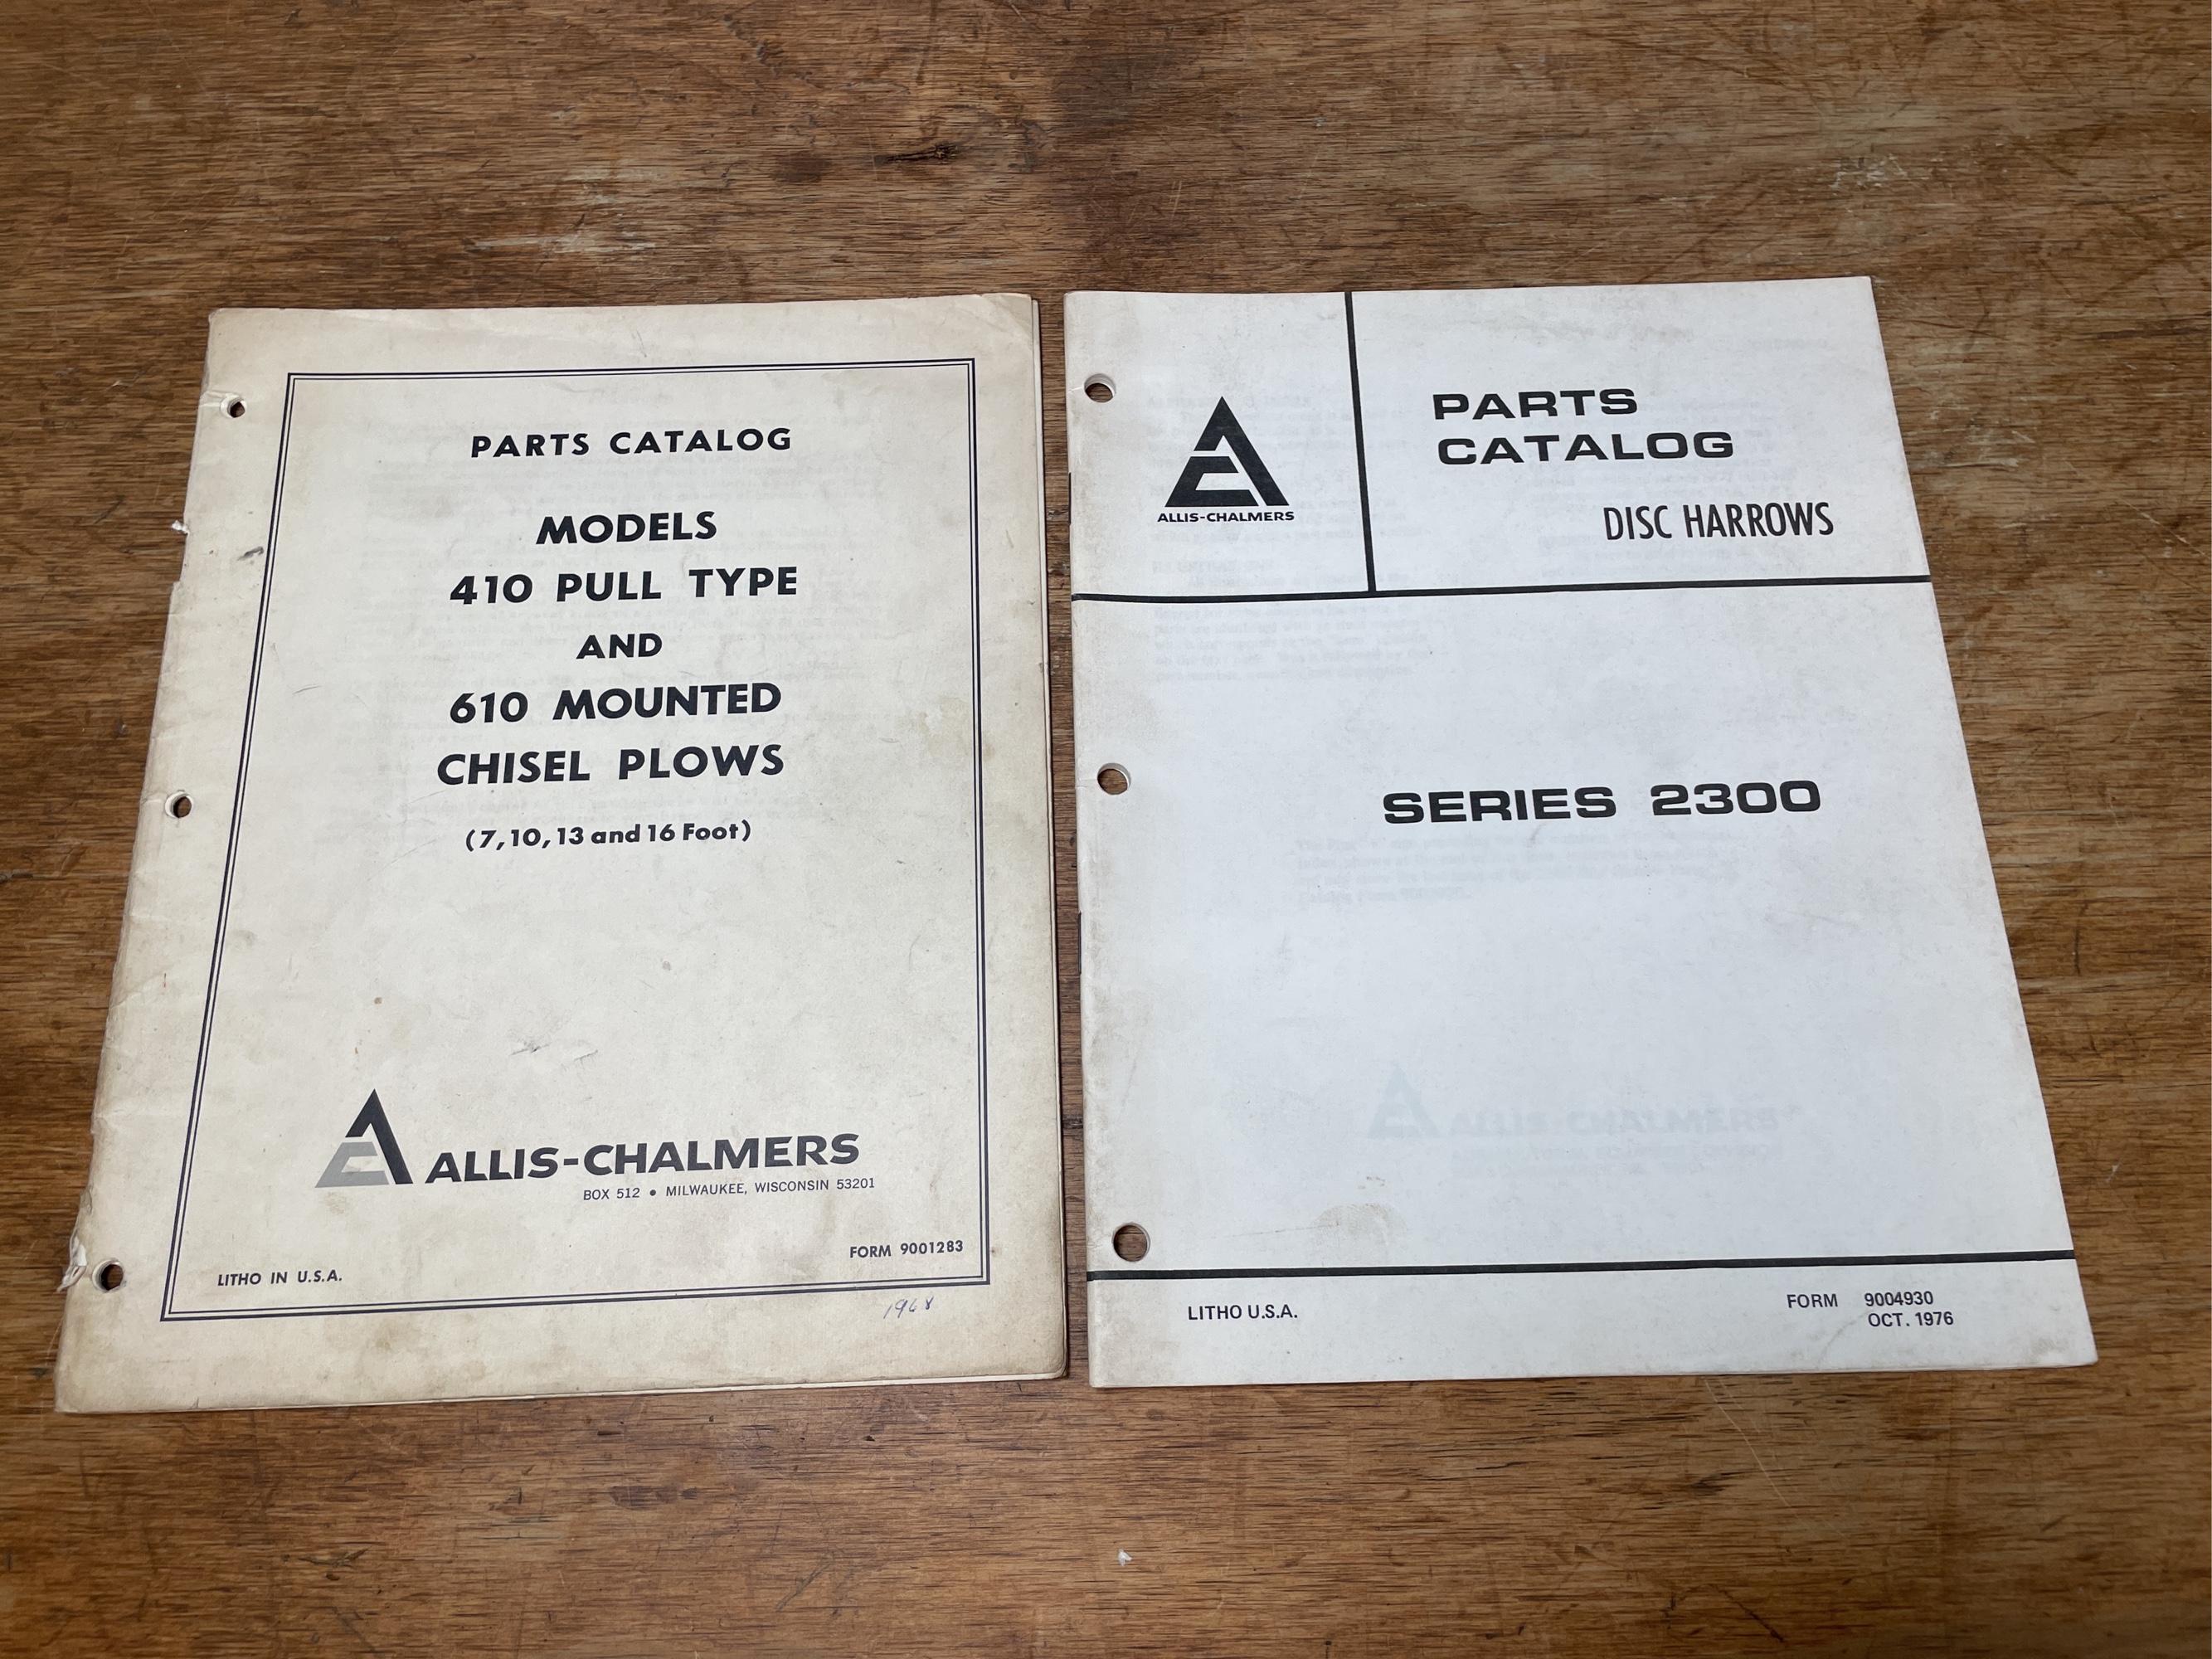 PARTS CATALOG
MODELS
410 PULL TYPE
AND
610 MOUNTED
CHISEL PLOWS
(7, 10, 13 and 16 Foot)
ALLIS-CHALMERS
BOX 512 • MILWAUKEE, WISCONSIN 53201
FORM 9001283
LITHO IN U.S.A.
1968
ALLIS-CHALMERS
PARTS
CATALOG
DISC HARROWS
SERIES 2300
ALLIS-CHALMERS
LITHO U.S.A.
FORM 9004930
OCT. 1976